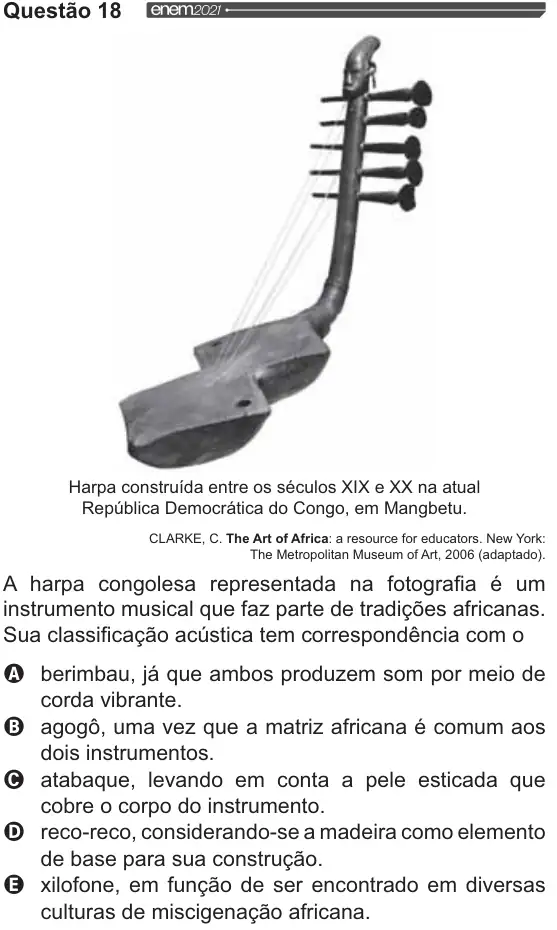 Questão 18
enem2021
Harpa construída entre os séculos XIX e XX na atual
República Democrática do Congo, em Mangbetu.
CLARKE, C. The Art of Africa: a resource for educators. New York:
The Metropolitan Museum of Art, 2006 (adaptado).
A harpa congolesa representada na fotografia é um
instrumento musical que faz parte de tradições africanas.
Sua classificação acústica tem correspondência com o
A berimbau, já que ambos produzem som por meio de
corda vibrante.
B agogô, uma vez que a matriz africana é comum aos
dois instrumentos.
C atabaque, levando em conta a pele esticada que
cobre o corpo do instrumento.
D reco-reco, considerando-se a madeira como elemento
de base para sua construção.
E xilofone, em função de ser encontrado em diversas
culturas de miscigenação africana.